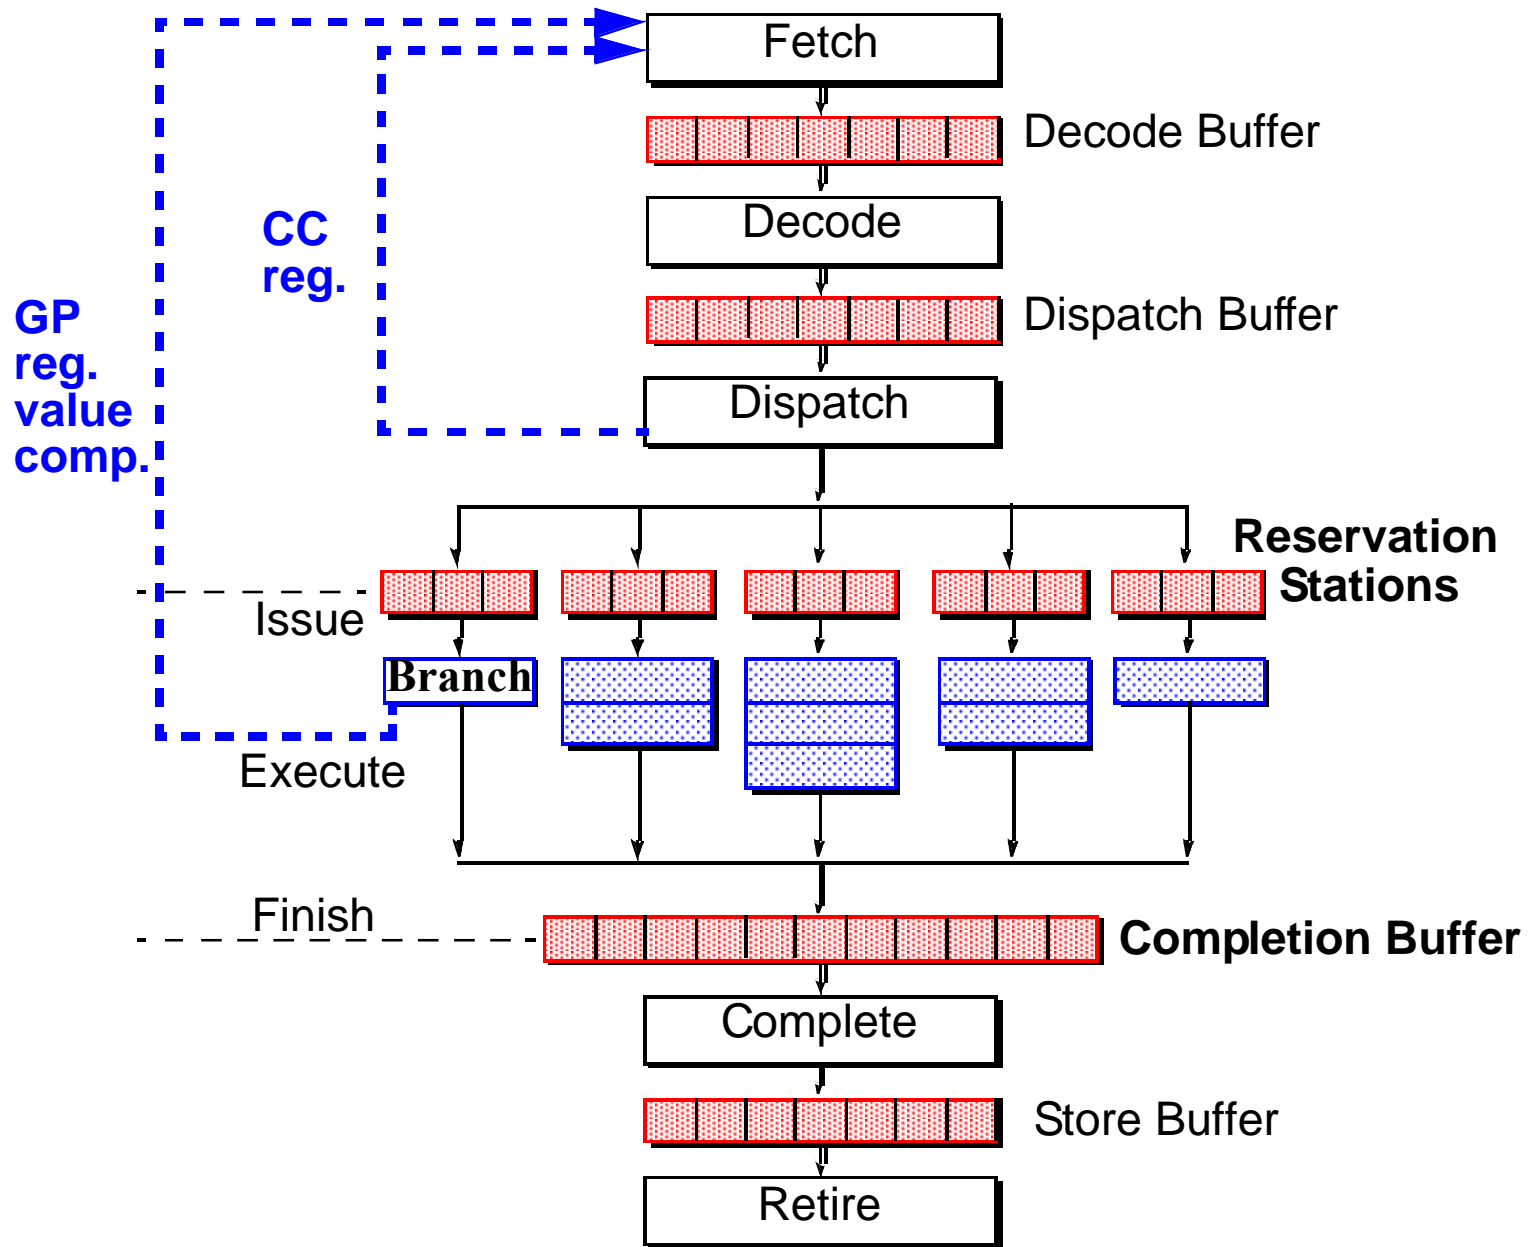 Fetch
Decode Buffer
CC
reg.
Decode
GP
reg.
value
comp.
Dispatch Buffer
Dispatch
Reservation
Stations
Issue
Branch
Execute
Finish
Completion Buffer
Complete
Store Buffer
Retire